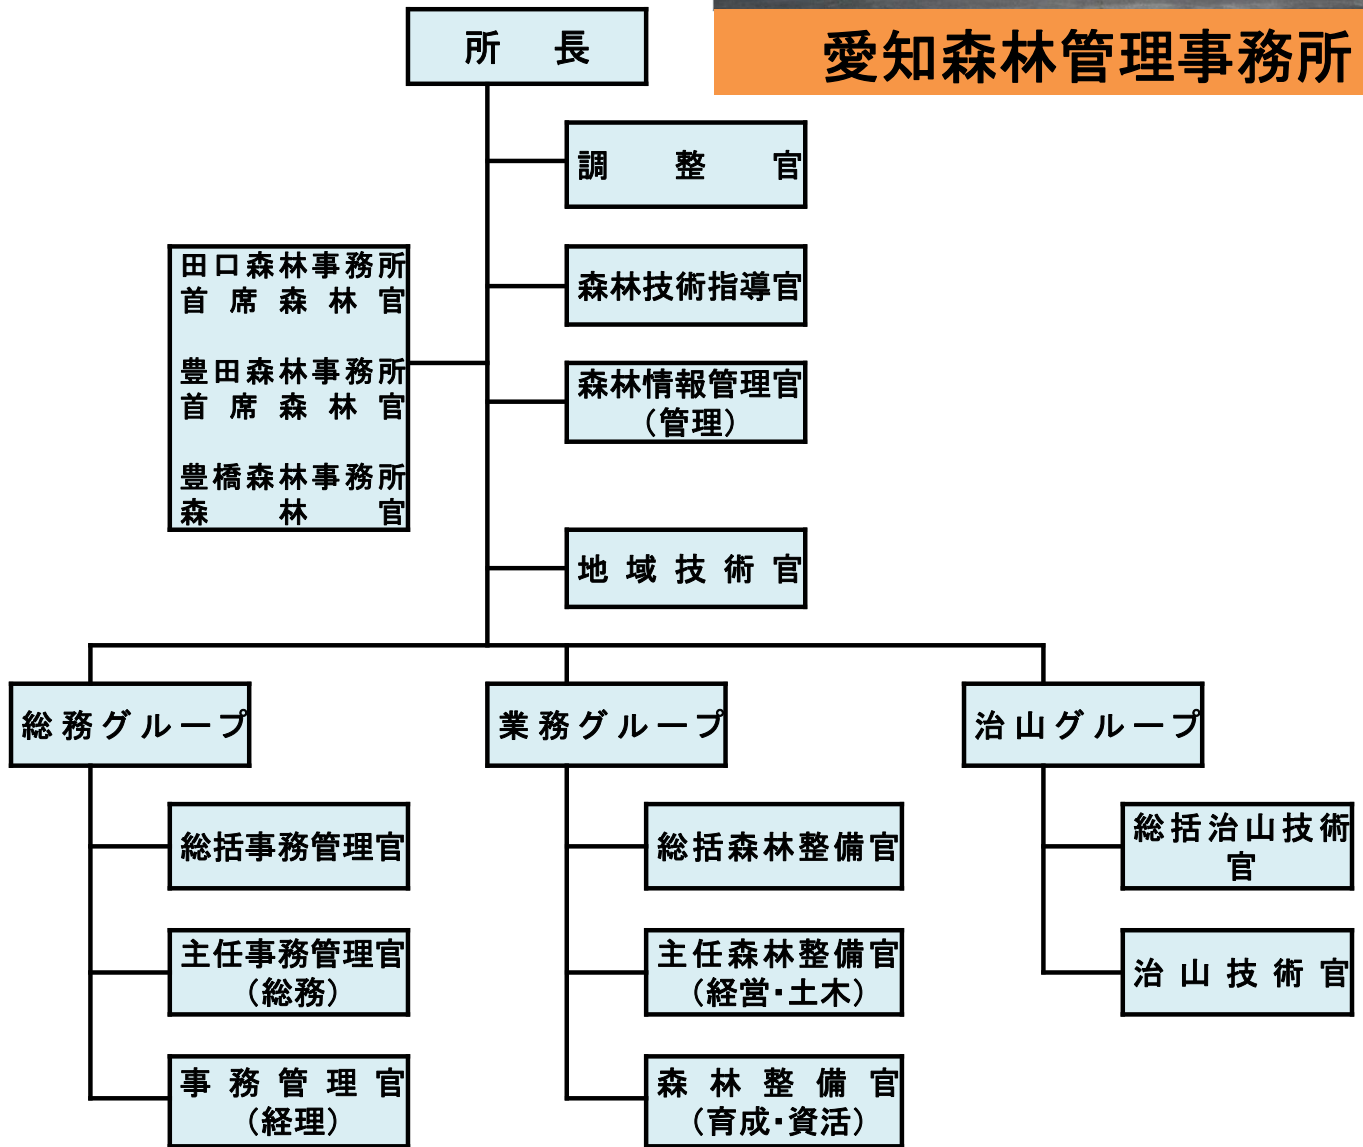 愛知森林管理事務所
所長
調整官
田口森林事務所
首席森林官
豊田森林事務所
首席森林官
豊橋森林事務所
森林官
森林技術指導官
森林情報管理官
（管理）
地域技術官
総務グループ
業務グループ
治山グループ
総括事務管理官
主任事務管理官
（総務）
事務管理官
（経理）
総括森林整備官
主任森林整備官
（経営・土木）
森林整備官
（育成・資活）
総括治山技術
官
治山技術官